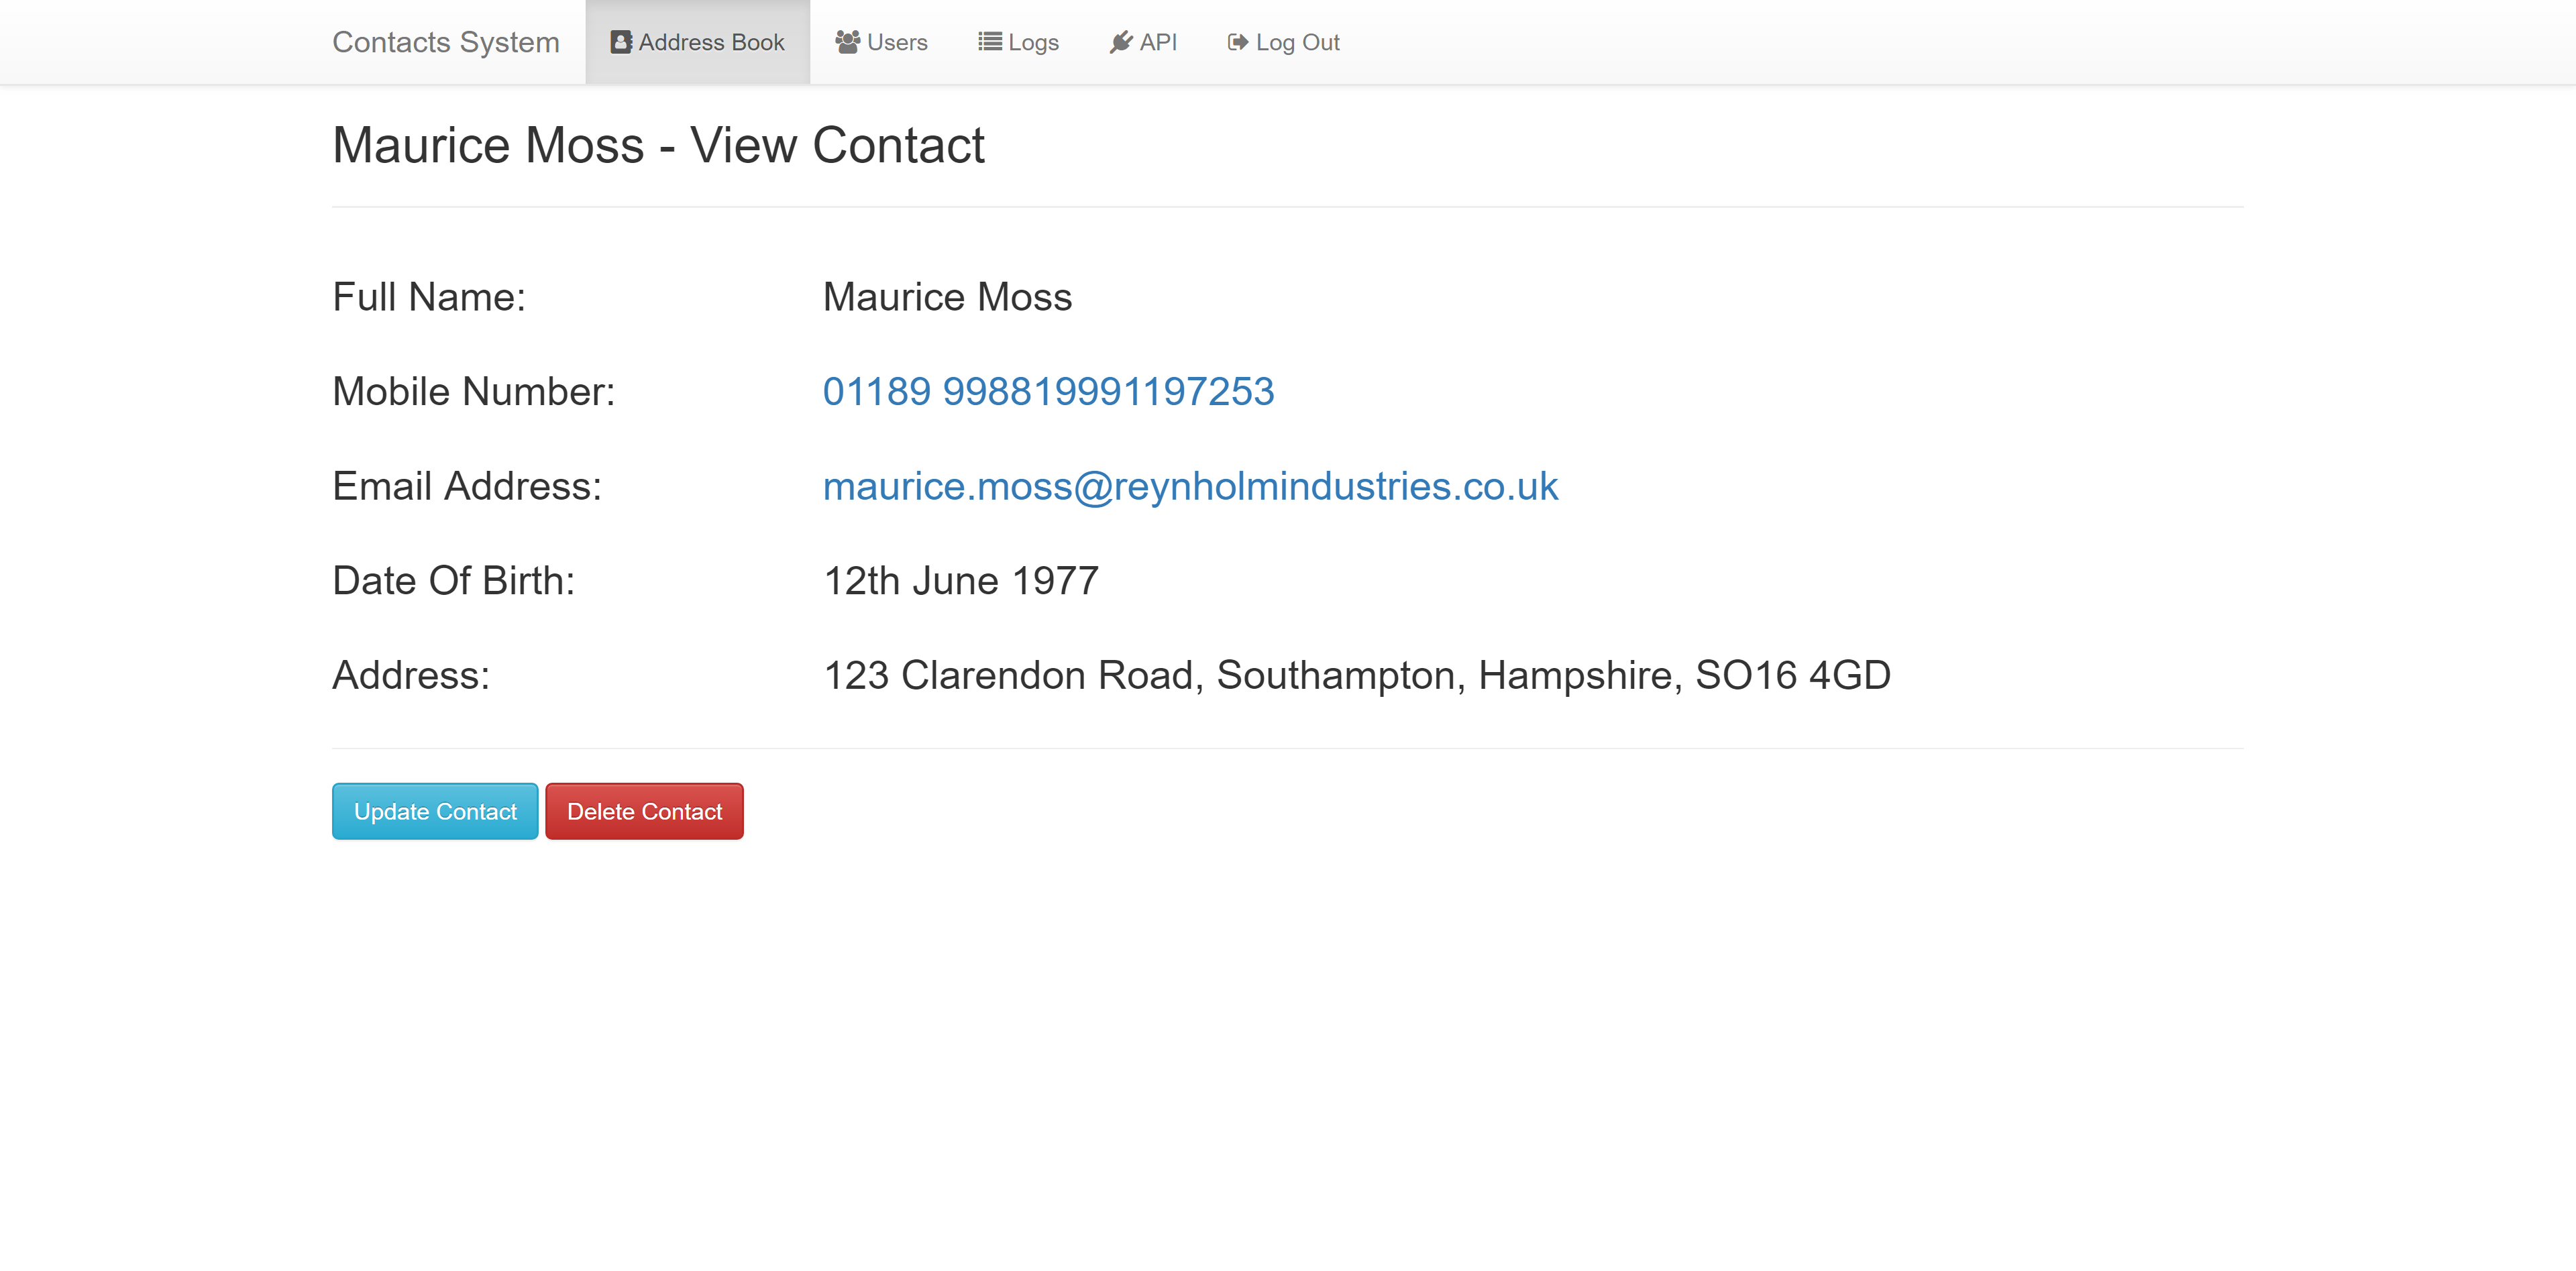 Contacts System Address Book Users Logs API Log Out
Maurice Moss - View Contact
Full Name: Maurice Moss
Mobile Number: 01189 998819991197253
Email Address: maurice.moss@reynholmindustries.co.uk
Date Of Birth: 12th June 1977
Address: 123 Clarendon Road, Southampton, Hampshire, SO16 4GD
Update Contact Delete Contact